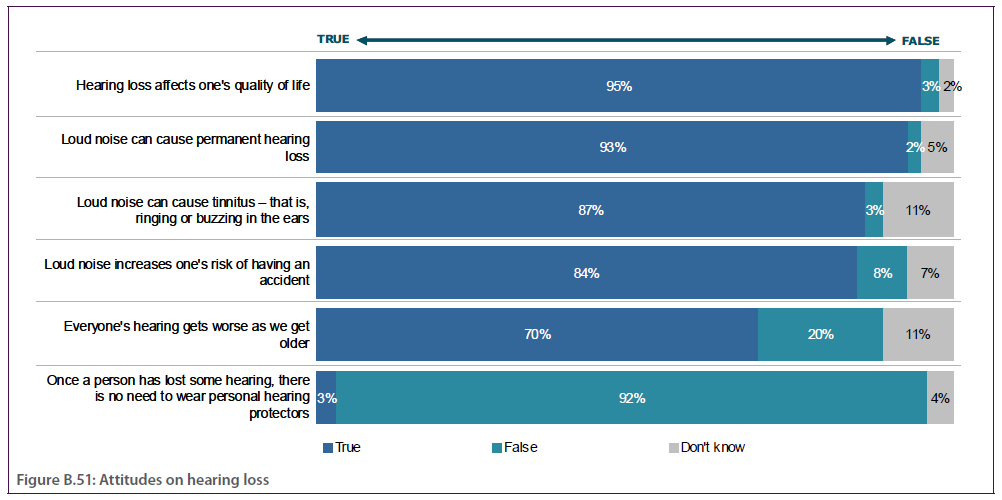 TRUE FALSE
Hearing loss affects one's quality of life 95% 3% 2%
Loud noise can cause permanent hearing
loss
93% 2% 5%
Loud noise can cause tinnitus – that is,
ringing or buzzing in the ears
87% 3% 11%
Loud noise increases one's risk of having an
accident
84% 8% 7%
Everyone's hearing gets worse as we get
older
70% 20% 11%
Once a person has lost some hearing, there
is no need to wear personal hearing
protectors
3% 92% 4%
True False Don't know
Figure B.51: Attitudes on hearing loss